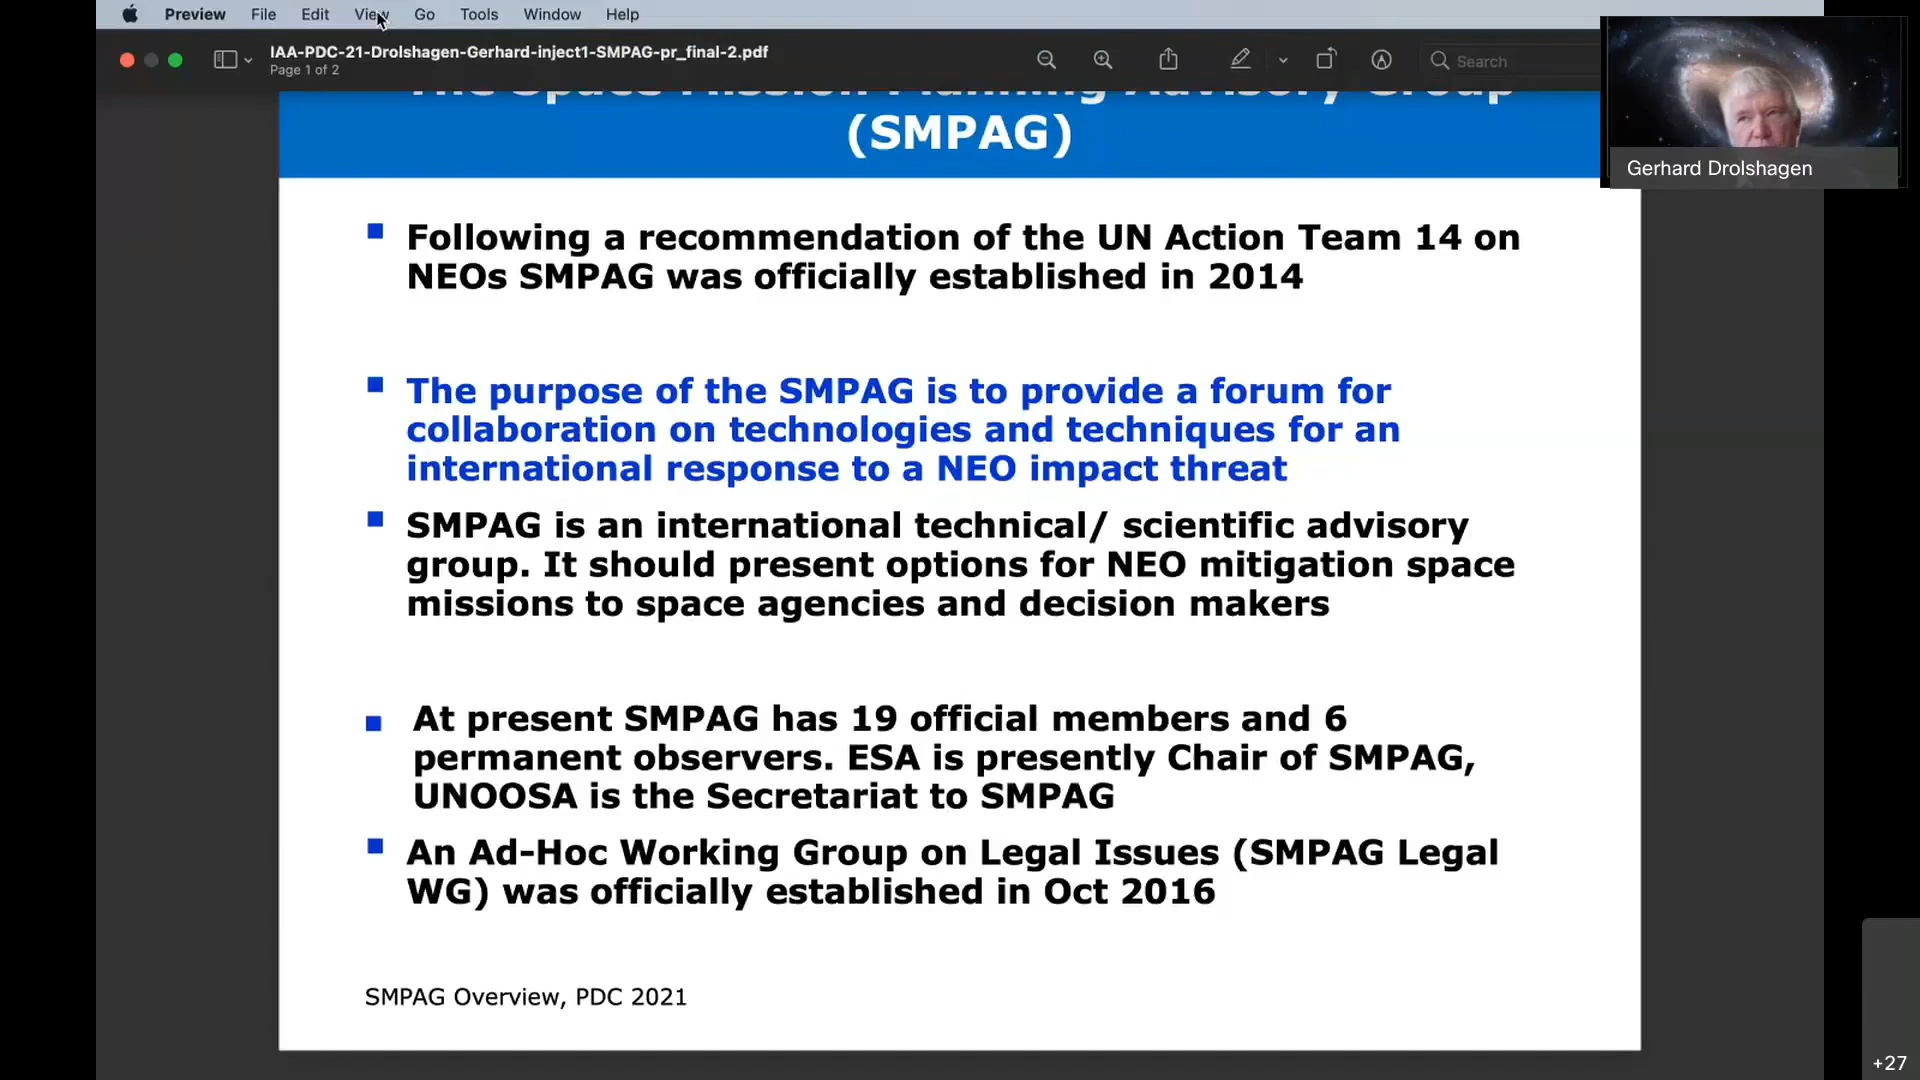 Preview File Edit View Go Tools Window Help
IAA-PDC-21-Drolshagen-Gerhard-inject1-SMPAG-pr_final-2.pdf
Page 1 of 2
Search
Gerhard Drolshagen
The Space Mission Planning Advisory Group
(SMPAG)
Following a recommendation of the UN Action Team 14 on
NEOs SMPAG was officially established in 2014
The purpose of the SMPAG is to provide a forum for
collaboration on technologies and techniques for an
international response to a NEO impact threat
SMPAG is an international technical/ scientific advisory
group. It should present options for NEO mitigation space
missions to space agencies and decision makers
At present SMPAG has 19 official members and 6
permanent observers. ESA is presently Chair of SMPAG,
UNOOSA is the Secretariat to SMPAG
An Ad-Hoc Working Group on Legal Issues (SMPAG Legal
WG) was officially established in Oct 2016
SMPAG Overview, PDC 2021
+27